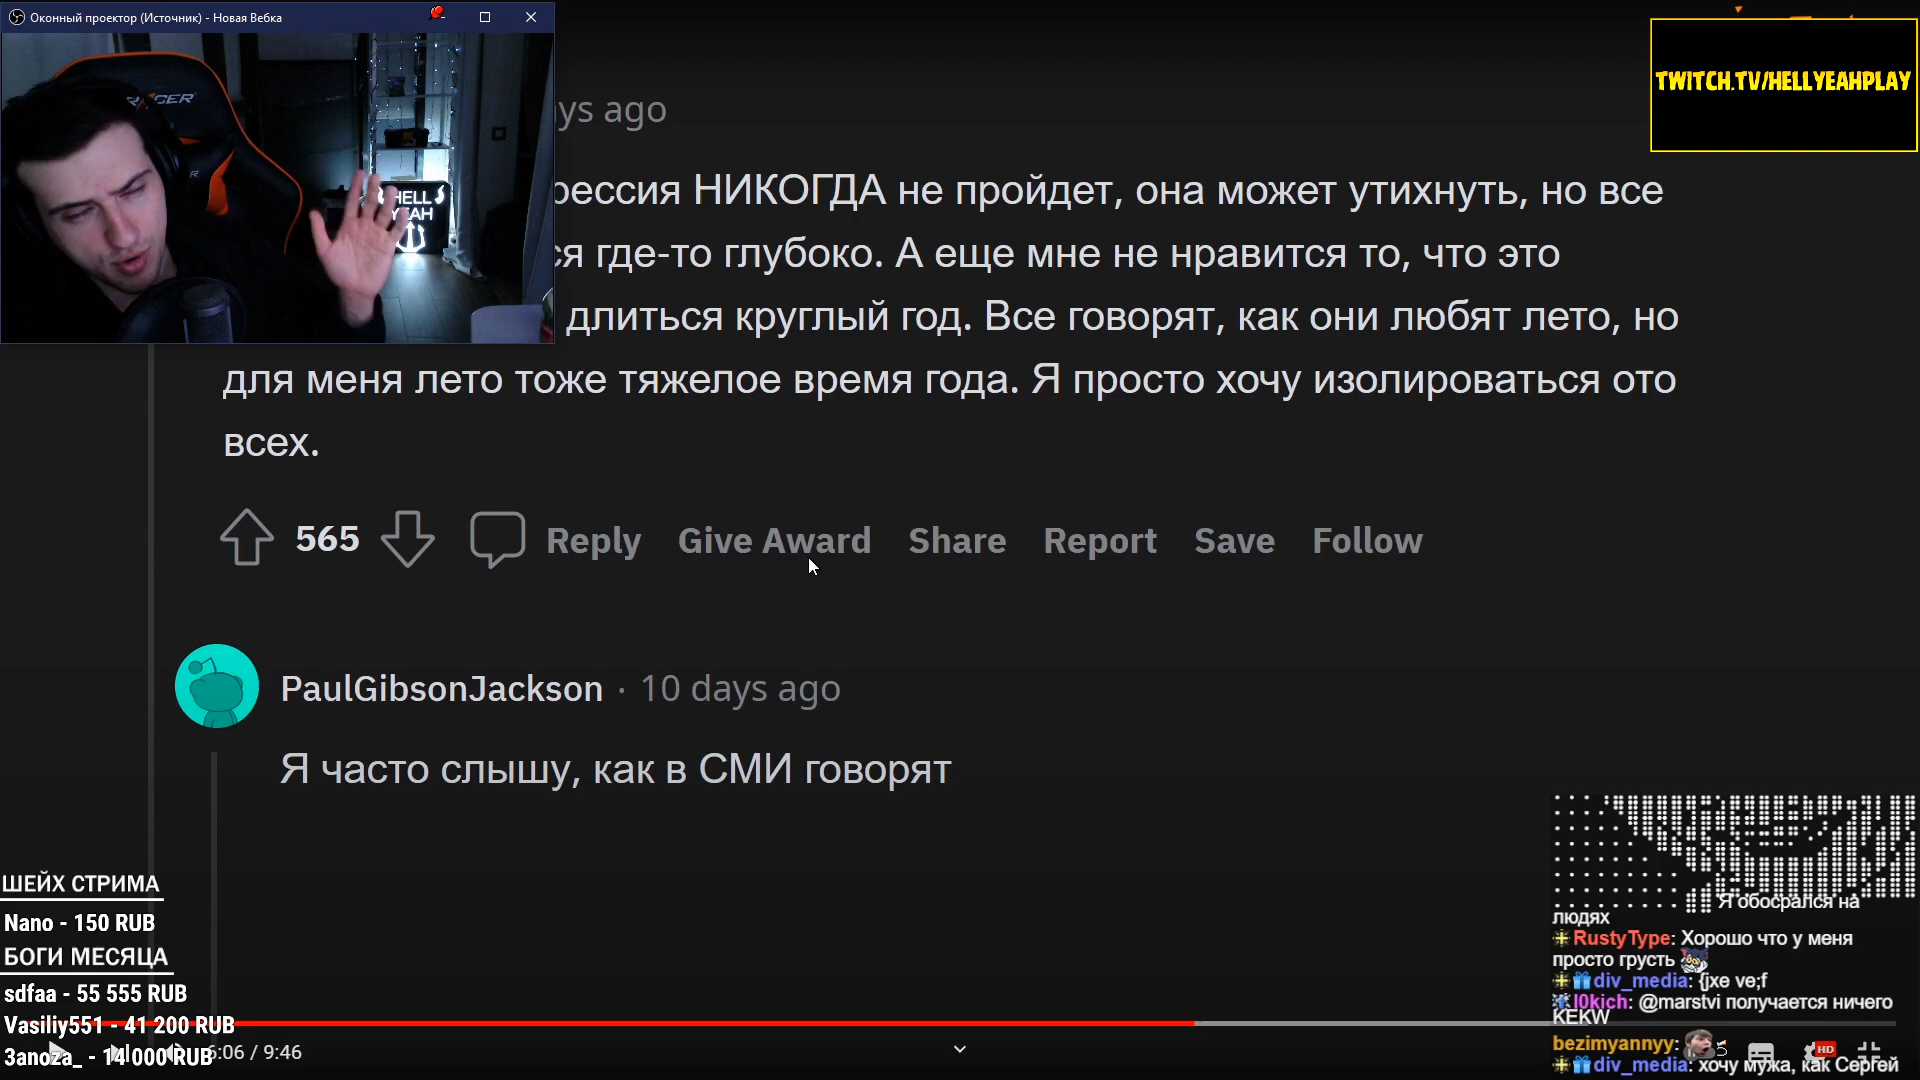 Оконный проектор (Источник) - Новая Вебка
TWITCH.TV/HELLYEAHPLAY
HELL
YEAH
ys ago
рессия НИКОГДА не пройдет, она может утихнуть, но все
ся где-то глубоко. А еще мне не нравится то, что это
длиться круглый год. Все говорят, как они любят лето, но
для меня лето тоже тяжелое время года. Я просто хочу изолироваться ото
всех.
565 Reply Give Award Share Report Save Follow
PaulGibsonJackson · 10 days ago
Я часто слышу, как в СМИ говорят
ШЕЙХ СТРИМА
Nano - 150 RUB
БОГИ МЕСЯЦА
sdfaa - 55 555 RUB
Vasiliy551 - 41 200 RUB
3anoza_ - 14 000 RUB
6:06 / 9:46
Я обосрался на
людях
RustyType: Хорошо что у меня
просто грусть
div_media: {jxe ve;f
l0kich: @marstvi получается ничего
KEKW
bezimyannyy:
HD
div_media: хочу мужа, как Сергей